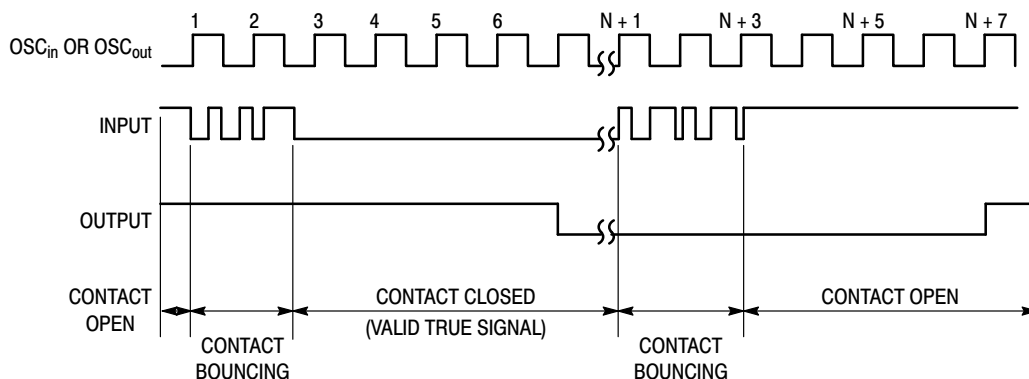 1 2 3 4 5 6 N + 1 N + 3 N + 5 N + 7
OSCin OR OSCout
INPUT
OUTPUT
CONTACT
OPEN
CONTACT
BOUNCING
CONTACT CLOSED
(VALID TRUE SIGNAL)
CONTACT
BOUNCING
CONTACT OPEN